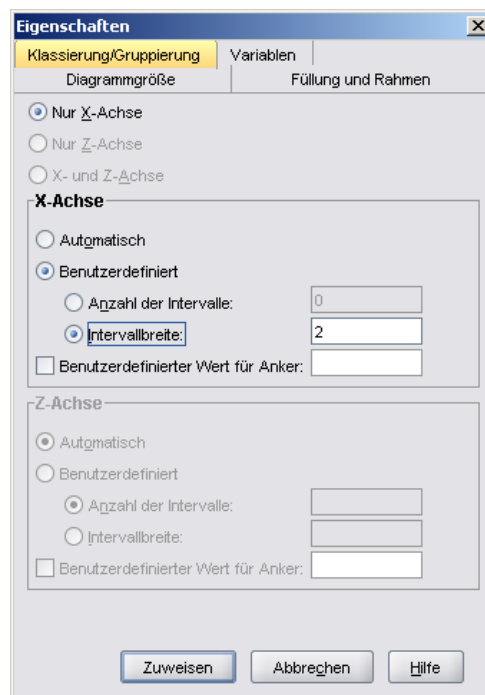 Eigenschaften
Klassierung/Gruppierung Variablen
Diagrammgröße Füllung und Rahmen
Nur X-Achse
Nur Z-Achse
X- und Z-Achse
X-Achse
Automatisch
Benutzerdefiniert
Anzahl der Intervalle: 0
Intervallbreite: 2
Benutzerdefinierter Wert für Anker:
Z-Achse
Automatisch
Benutzerdefiniert
Anzahl der Intervalle:
Intervallbreite:
Benutzerdefinierter Wert für Anker:
Zuweisen Abbrechen Hilfe